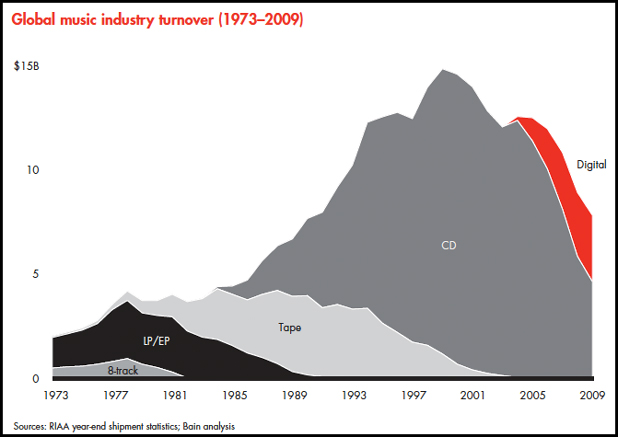 Global music industry turnover (1973–2009)
$15B
10
5
0
Digital
CD
Tape
LP/EP
8-track
1973 1977 1981 1985 1989 1993 1997 2001 2005 2009
Sources: RIAA year-end shipment statistics; Bain analysis